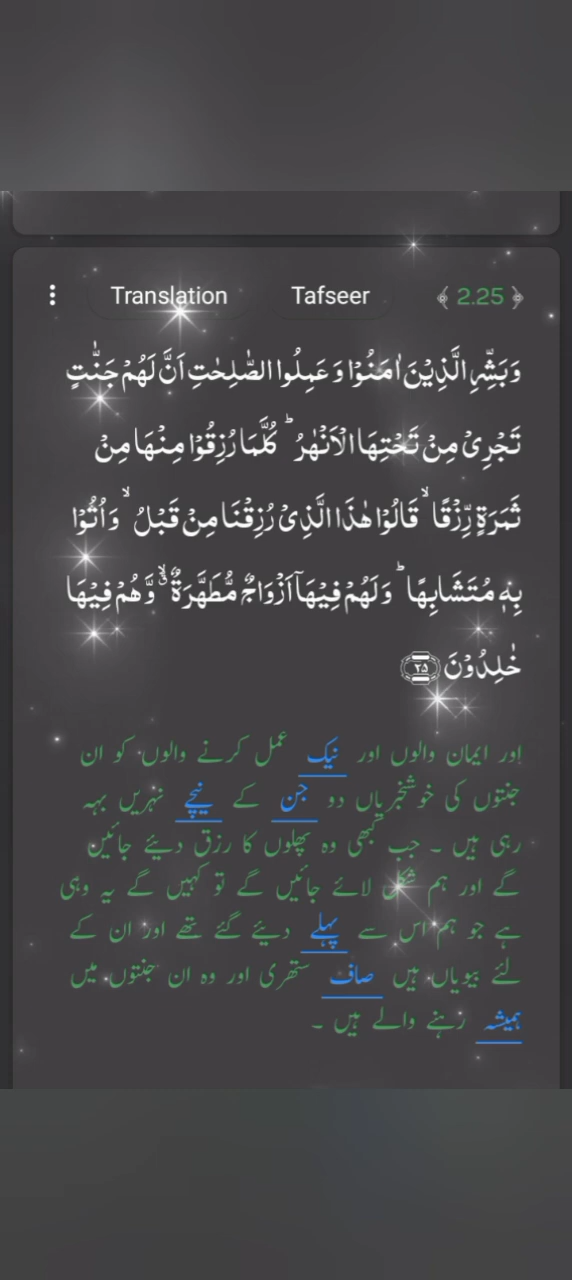 Translation Tafseer 2.25
وَبَشِّرِ الَّذِیْنَ اٰمَنُوْا وَعَمِلُوا الصّٰلِحٰتِ اَنَّ لَهُمْ جَنّٰتٍ
تَجْرِیْ مِنْ تَحْتِهَا الْاَنْهٰرُ ؕ كُلَّمَا رُزِقُوْا مِنْهَا مِنْ
ثَمَرَةٍ رِّزْقًا ۙ قَالُوْا هٰذَا الَّذِیْ رُزِقْنَا مِنْ قَبْلُ ۙ وَاُتُوْا
بِهٖ مُتَشَابِهًا ؕ وَلَهُمْ فِیْهَاۤ اَزْوَاجٌ مُّطَهَّرَةٌ ۙۗ وَّهُمْ فِیْهَا
خٰلِدُوْنَ ۲۵
اور ایمان والوں اور نیک عمل کرنے والوں کو ان
جنتوں کی خوشخبریاں دو جن کے نیچے نہریں بہہ
رہی ہیں ۔ جب کبھی وہ پھلوں کا رزق دیئے جائیں
گے اور ہم شکل لائے جائیں گے تو کہیں گے یہ وہی
ہے جو ہم اس سے پہلے دیئے گئے تھے اور ان کے
لئے بیویاں ہیں صاف ستھری اور وہ ان جنتوں میں
ہمیشہ رہنے والے ہیں ۔